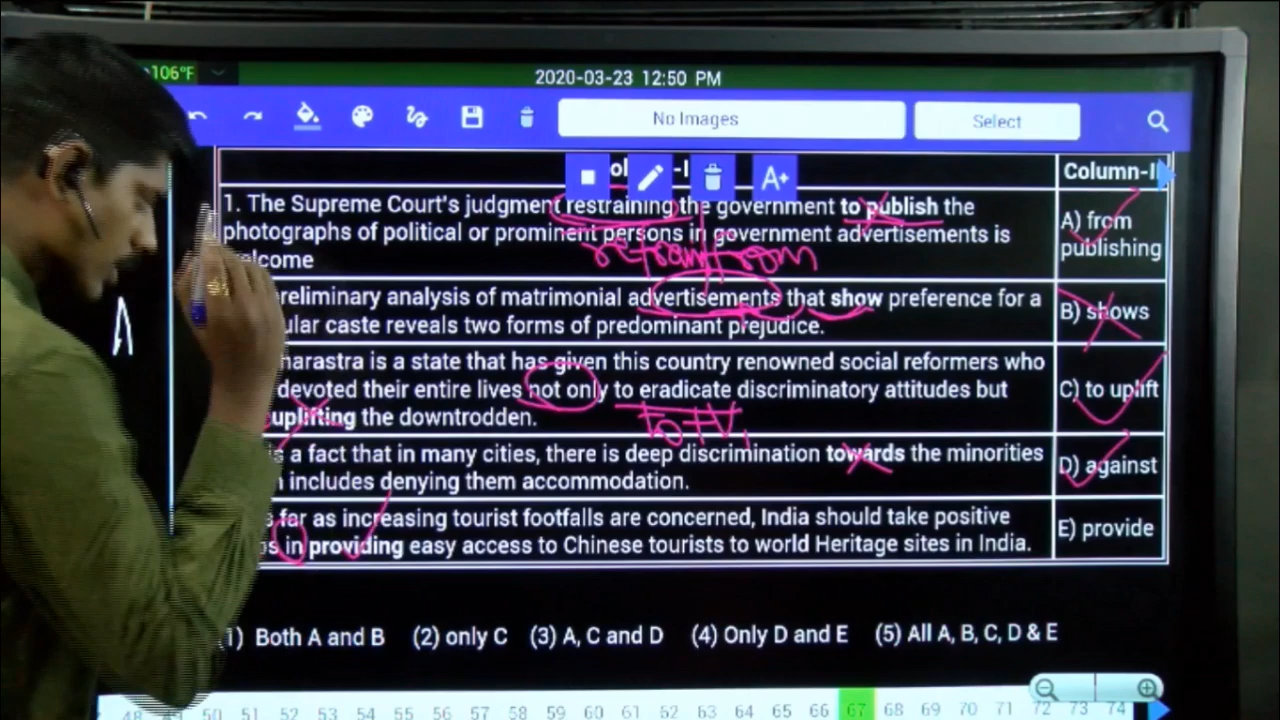 106°F
2020-03-23 12:50 PM
No Images
Select
A+
Column-I
1. The Supreme Court's judgment restraining the government to publish the
photographs of political or prominent persons in government advertisements is
elcome
A) from
publishing
reliminary analysis of matrimonial advertisements that show preference for a
ular caste reveals two forms of predominant prejudice.
B) shows
harastra is a state that has given this country renowned social reformers who
devoted their entire lives not only to eradicate discriminatory attitudes but
uplifting the downtrodden.
C) to uplift
to + V1
a fact that in many cities, there is deep discrimination towards the minorities
includes denying them accommodation.
D) against
far as increasing tourist footfalls are concerned, India should take positive
s in providing easy access to Chinese tourists to world Heritage sites in India.
E) provide
(1) Both A and B (2) only C (3) A, C and D (4) Only D and E (5) All A, B, C, D & E
48 49 50 51 52 53 54 55 56 57 58 59 60 61 62 63 64 65 66 67 68 69 70 71 72 73 74